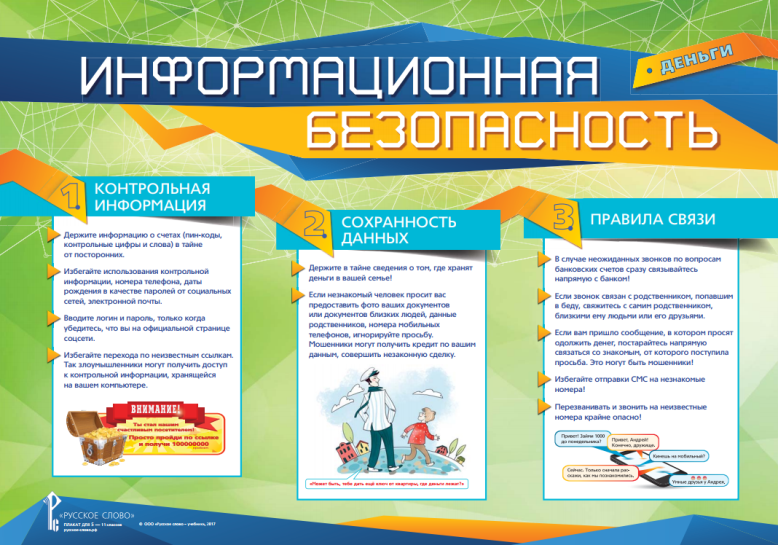 ИНФОРМАЦИОННАЯ
ДЕНЬГИ
БЕЗОПАСНОСТЬ
1.
КОНТРОЛЬНАЯ
ИНФОРМАЦИЯ
Держите информацию о счетах (пин-коды,
контрольные цифры и слова) в тайне
от посторонних.
Избегайте использования контрольной
информации, номера телефона, даты
рождения в качестве паролей от социальных
сетей, электронной почты.
Вводите логин и пароль, только когда
убедитесь, что вы на официальной странице
соцсети.
Избегайте перехода по неизвестным ссылкам.
Так злоумышленники могут получить доступ
к контрольной информации, хранящейся
на вашем компьютере.
ВНИМАНИЕ!
Ты стал нашим
счастливым посетителем!
Просто пройди по ссылке
и получи 100000000
2.
СОХРАННОСТЬ
ДАННЫХ
Держите в тайне сведения о том, где хранят
деньги в вашей семье!
Если незнакомый человек просит вас
предоставить фото ваших документов
или документов близких людей, данные
родственников, номера мобильных
телефонов, игнорируйте просьбу.
Мошенники могут получить кредит по вашим
данным, совершить незаконную сделку.
«Может быть, тебе дать ещё ключ от квартиры, где деньги лежат?»
3.
ПРАВИЛА СВЯЗИ
В случае неожиданных звонков по вопросам
банковских счетов сразу связывайтесь
напрямую с банком!
Если звонок связан с родственником, попавшим
в беду, свяжитесь с самим родственником,
близкими ему людьми или его друзьями.
Если вам пришло сообщение, в котором просят
одолжить денег, постарайтесь напрямую
связаться со знакомым, от которого поступила
просьба. Это могут быть мошенники!
Избегайте отправки СМС на незнакомые
номера!
Перезванивать и звонить на неизвестные
номера крайне опасно!
Привет! Займи 1000
до понедельника!
Привет, Андрей!
Конечно, дружище.
Кинешь на мобильный?
Сейчас. Только сначала рас-
скажи, как мы познакомились.
Умные друзья у Андрея,
«РУССКОЕ СЛОВО»
ПЛАКАТ ДЛЯ 5 — 11 классов
русское-слово.рф
© ООО «Русское слово – учебник», 2017